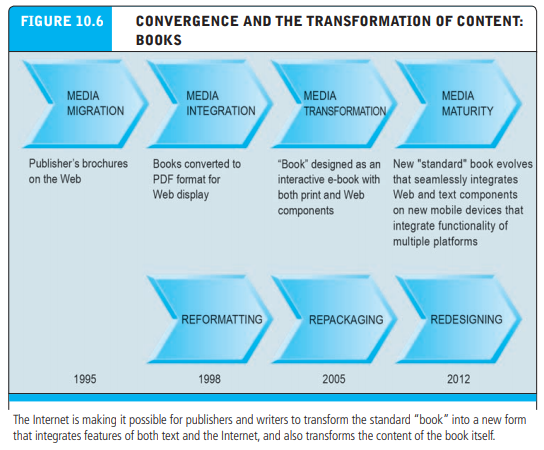 FIGURE 10.6
CONVERGENCE AND THE TRANSFORMATION OF CONTENT:
BOOKS
MEDIA
MIGRATION
MEDIA
INTEGRATION
MEDIA
TRANSFORMATION
MEDIA
MATURITY
Publisher's brochures
on the Web
Books converted to
PDF format for
Web display
“Book” designed as an
interactive e-book with
both print and Web
components
New "standard" book evolves
that seamlessly integrates
Web and text components
on new mobile devices that
integrate functionality of
multiple platforms
REFORMATTING
REPACKAGING
REDESIGNING
1995
1998
2005
2012
The Internet is making it possible for publishers and writers to transform the standard “book” into a new form
that integrates features of both text and the Internet, and also transforms the content of the book itself.